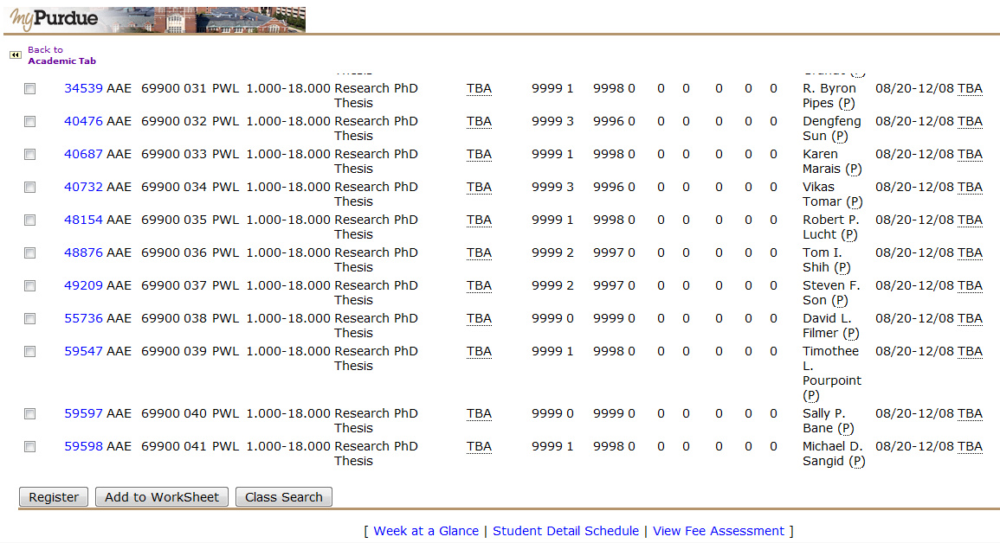 myPurdue
Back to
Academic Tab
34539 AAE 69900 031 PWL 1.000-18.000 Research PhD TBA 9999 1 9998 0 0 0 0 0 0 R. Byron 08/20-12/08 TBA
Thesis Pipes (P)
40476 AAE 69900 032 PWL 1.000-18.000 Research PhD TBA 9999 3 9996 0 0 0 0 0 0 Dengfeng 08/20-12/08 TBA
Thesis Sun (P)
40687 AAE 69900 033 PWL 1.000-18.000 Research PhD TBA 9999 1 9998 0 0 0 0 0 0 Karen 08/20-12/08 TBA
Thesis Marais (P)
40732 AAE 69900 034 PWL 1.000-18.000 Research PhD TBA 9999 3 9996 0 0 0 0 0 0 Vikas 08/20-12/08 TBA
Thesis Tomar (P)
48154 AAE 69900 035 PWL 1.000-18.000 Research PhD TBA 9999 1 9998 0 0 0 0 0 0 Robert P. 08/20-12/08 TBA
Thesis Lucht (P)
48876 AAE 69900 036 PWL 1.000-18.000 Research PhD TBA 9999 2 9997 0 0 0 0 0 0 Tom I. 08/20-12/08 TBA
Thesis Shih (P)
49209 AAE 69900 037 PWL 1.000-18.000 Research PhD TBA 9999 2 9997 0 0 0 0 0 0 Steven F. 08/20-12/08 TBA
Thesis Son (P)
55736 AAE 69900 038 PWL 1.000-18.000 Research PhD TBA 9999 0 9999 0 0 0 0 0 0 David L. 08/20-12/08 TBA
Thesis Filmer (P)
59547 AAE 69900 039 PWL 1.000-18.000 Research PhD TBA 9999 1 9998 0 0 0 0 0 0 Timothee 08/20-12/08 TBA
Thesis L.
Pourpoint
(P)
59597 AAE 69900 040 PWL 1.000-18.000 Research PhD TBA 9999 0 9999 0 0 0 0 0 0 Sally P. 08/20-12/08 TBA
Thesis Bane (P)
59598 AAE 69900 041 PWL 1.000-18.000 Research PhD TBA 9999 1 9998 0 0 0 0 0 0 Michael D. 08/20-12/08 TBA
Thesis Sangid (P)
Register Add to WorkSheet Class Search
[ Week at a Glance | Student Detail Schedule | View Fee Assessment ]